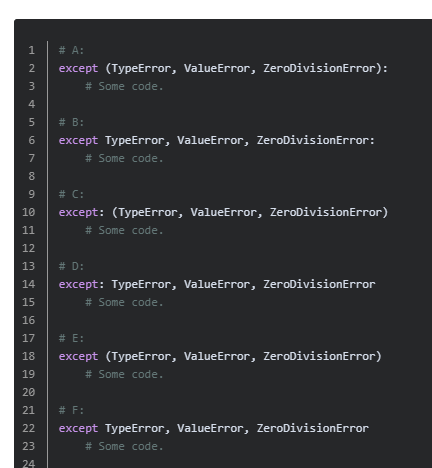 1 # A:
2 except (TypeError, ValueError, ZeroDivisionError):
3     # Some code.
4
5 # B:
6 except TypeError, ValueError, ZeroDivisionError:
7     # Some code.
8
9 # C:
10 except: (TypeError, ValueError, ZeroDivisionError)
11     # Some code.
12
13 # D:
14 except: TypeError, ValueError, ZeroDivisionError
15     # Some code.
16
17 # E:
18 except (TypeError, ValueError, ZeroDivisionError)
19     # Some code.
20
21 # F:
22 except TypeError, ValueError, ZeroDivisionError
23     # Some code.
24